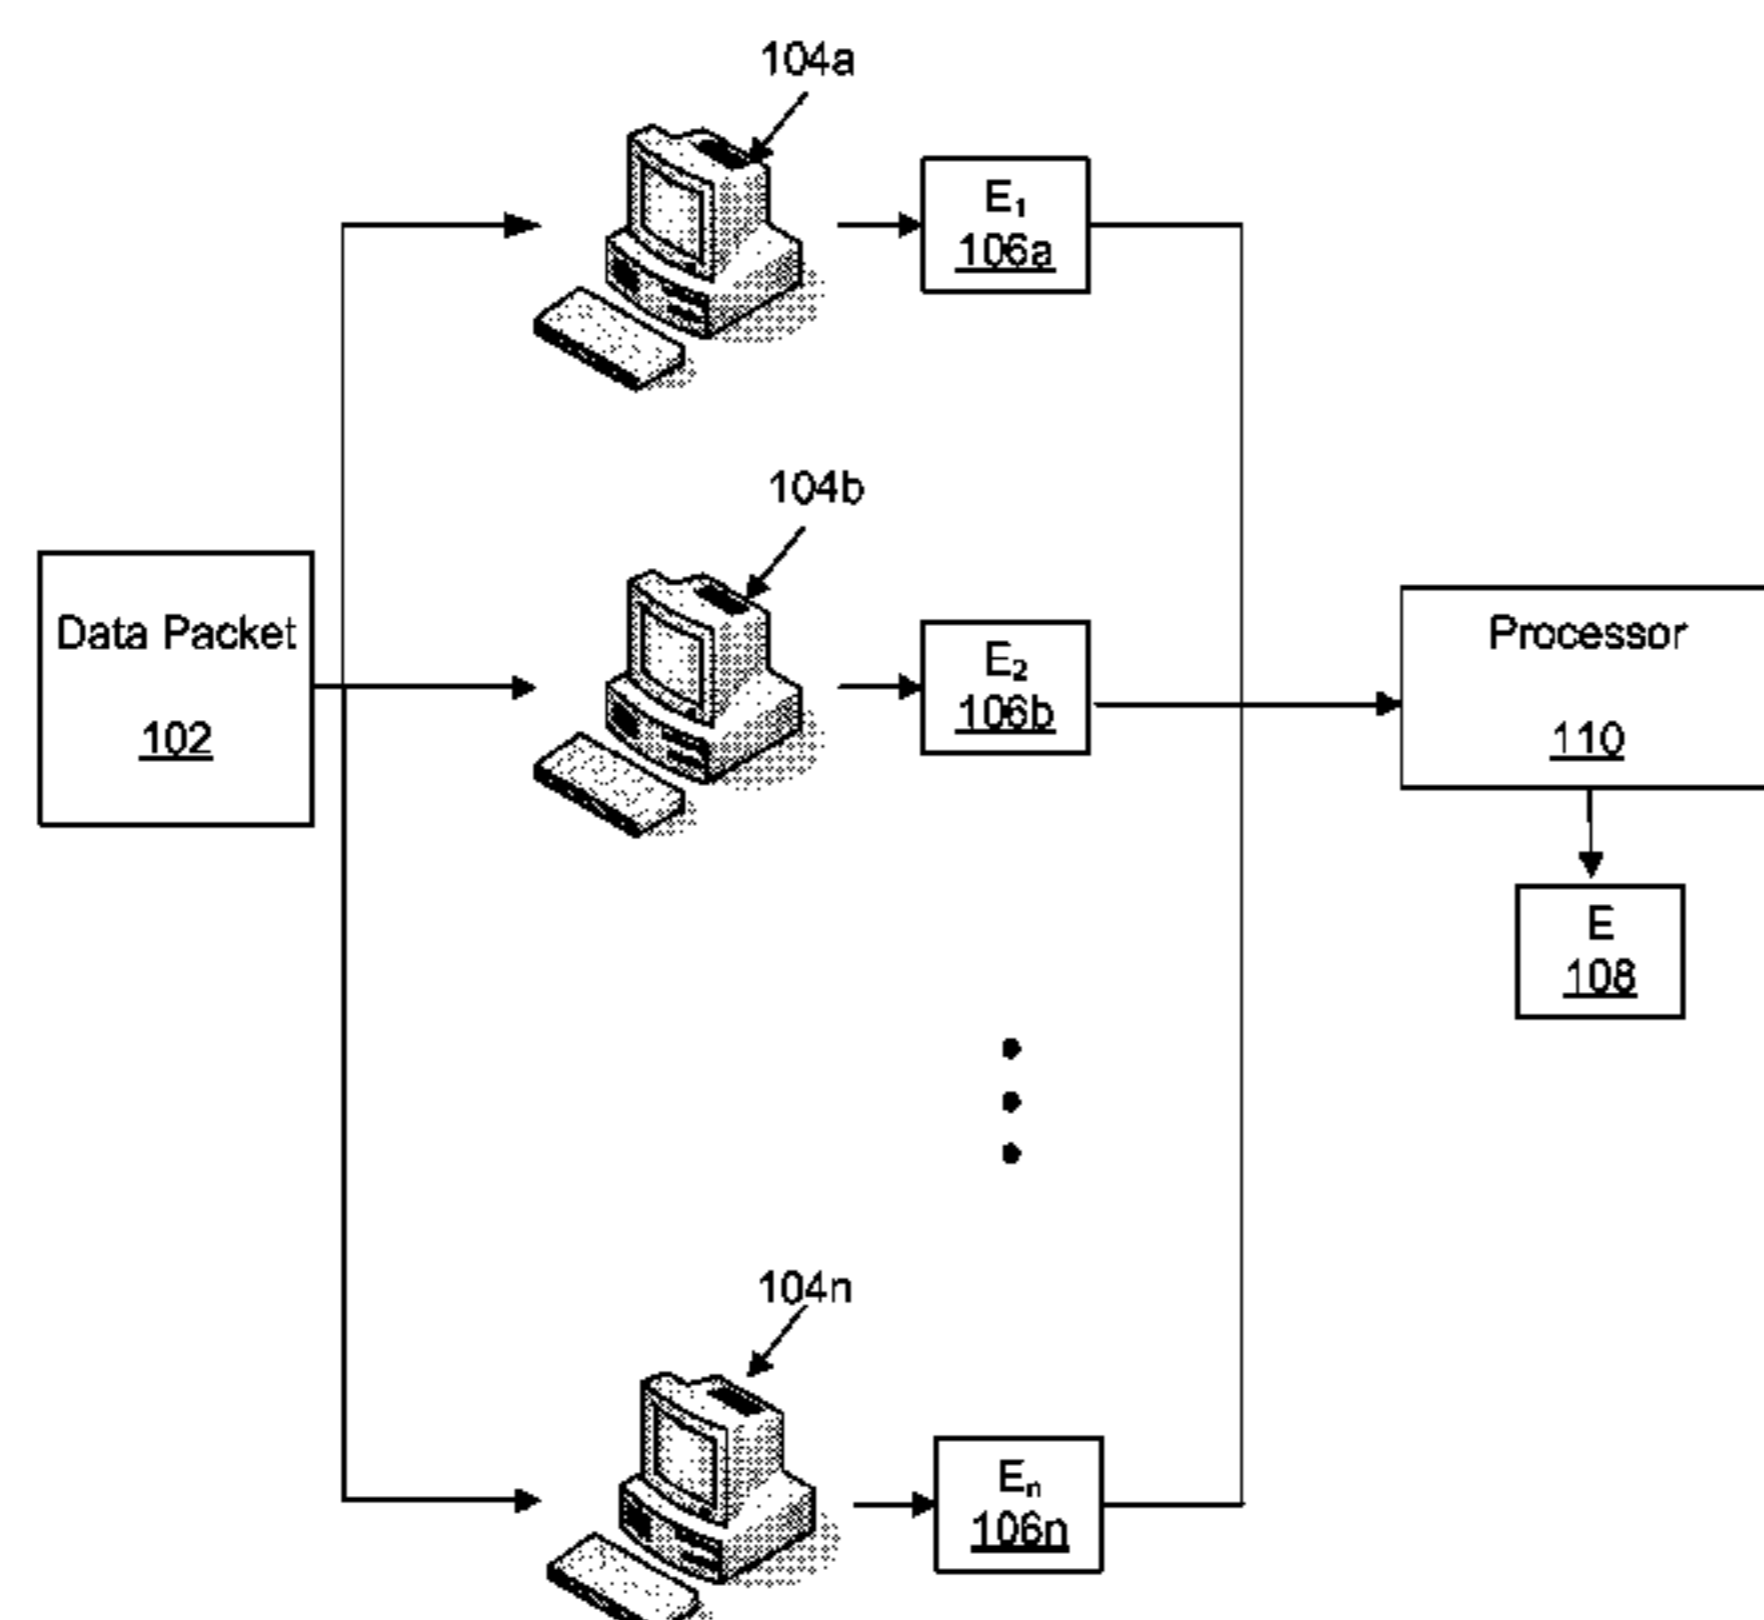 104a
E₁
106a
104b
Data Packet
102
E₂
106b
Processor
110
E
108
104n
Eₙ
106n